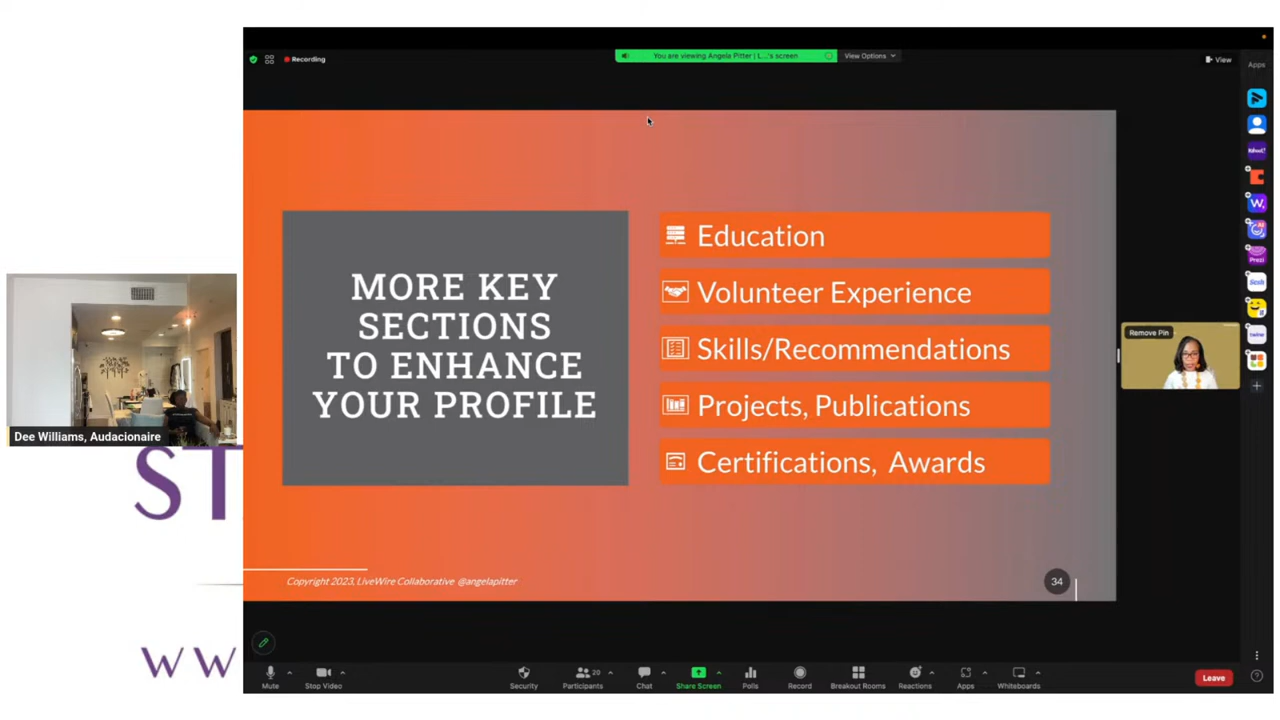 Recording
You are viewing Angela Pitter | L...'s screen
View Options
View
Apps
MORE KEY
SECTIONS
TO ENHANCE
YOUR PROFILE
Education
Volunteer Experience
Skills/Recommendations
Projects, Publications
Certifications, Awards
Remove Pin
Dee Williams, Audacionaire
ST
WW
Copyright 2023, LiveWire Collaborative @angelapitter
34
Mute
Stop Video
Security
Participants
20
Chat
Share Screen
Polls
Record
Breakout Rooms
Reactions
Apps
Whiteboards
Leave